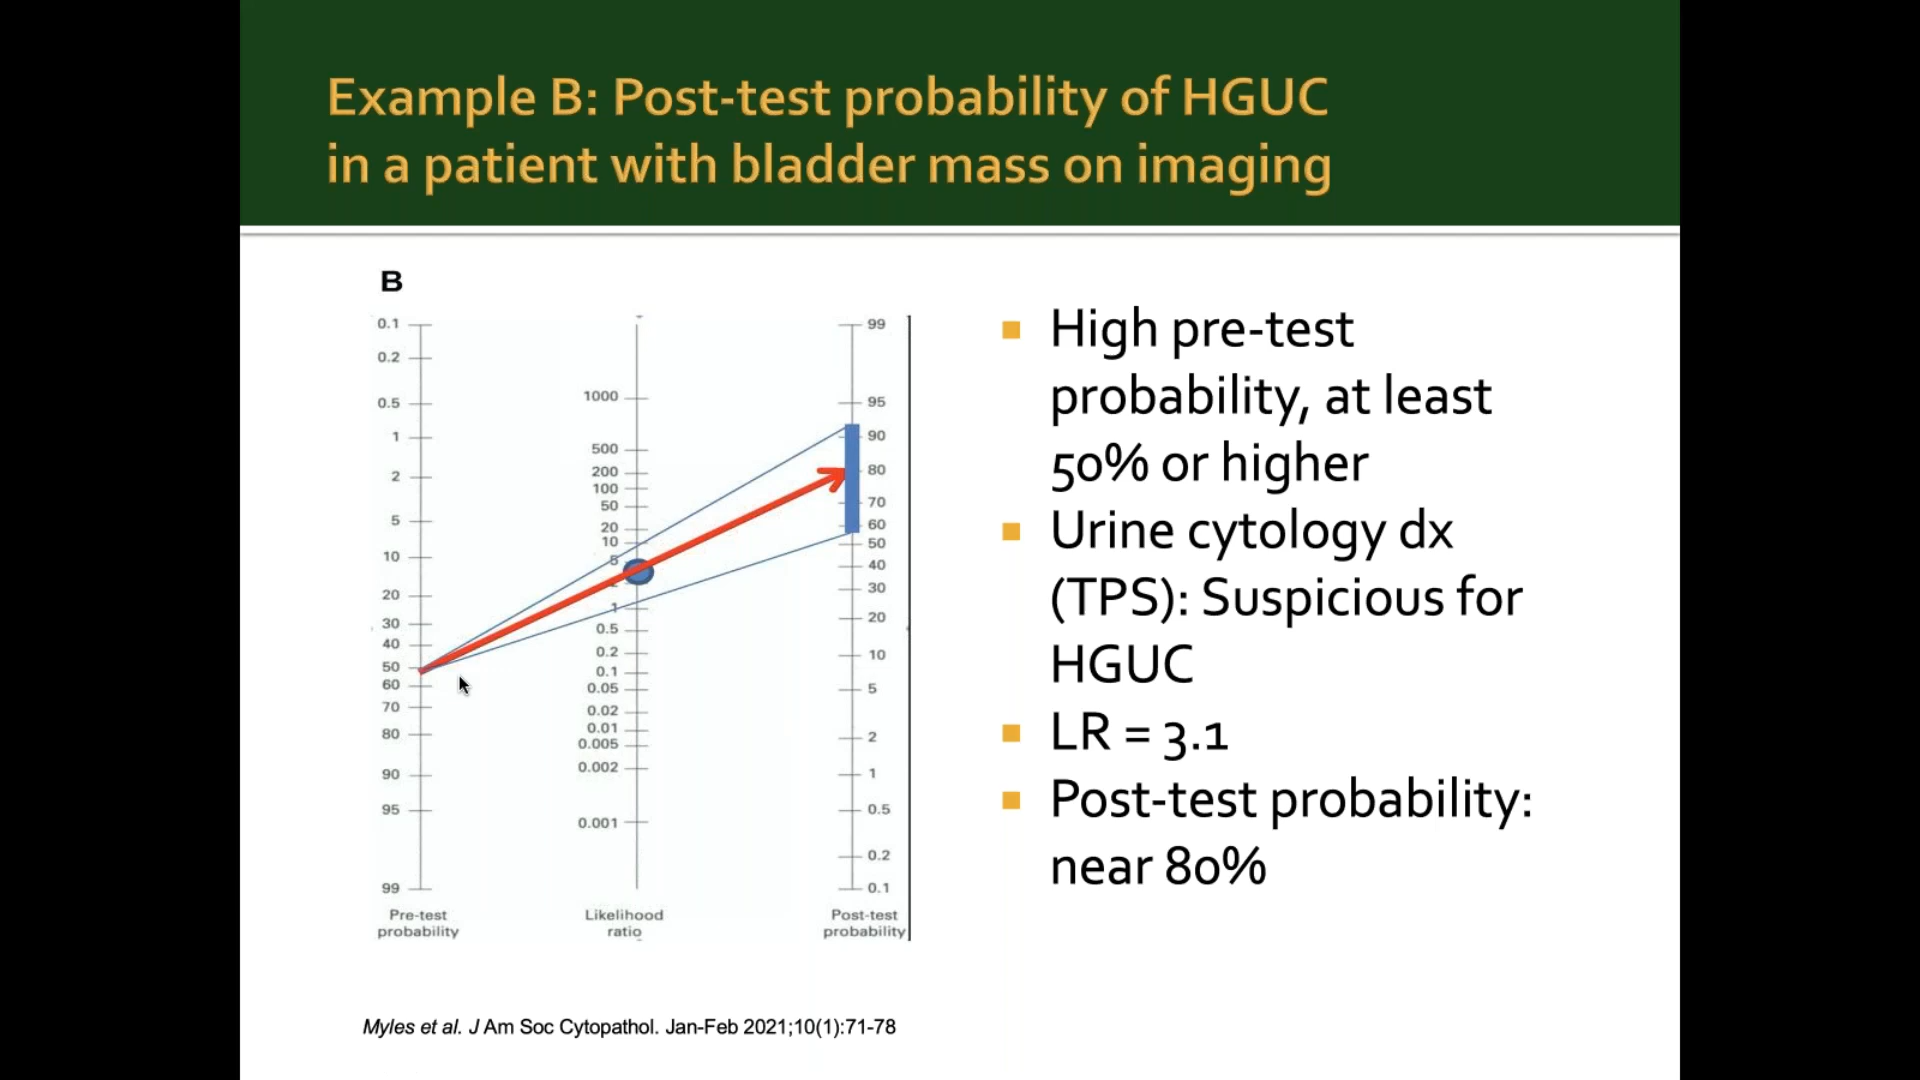 Example B: Post-test probability of HGUC
in a patient with bladder mass on imaging
B
0.1
0.2
0.5
1
2
5
10
20
30
40
50
60
70
80
90
95
99
Pre-test
probability
1000
500
200
100
50
20
10
5
2
1
0.5
0.2
0.1
0.05
0.02
0.01
0.005
0.002
0.001
Likelihood
ratio
99
95
90
80
70
60
50
40
30
20
10
5
2
1
0.5
0.2
0.1
Post-test
probability
High pre-test
probability, at least
50% or higher
Urine cytology dx
(TPS): Suspicious for
HGUC
LR = 3.1
Post-test probability:
near 80%
Myles et al. J Am Soc Cytopathol. Jan-Feb 2021;10(1):71-78